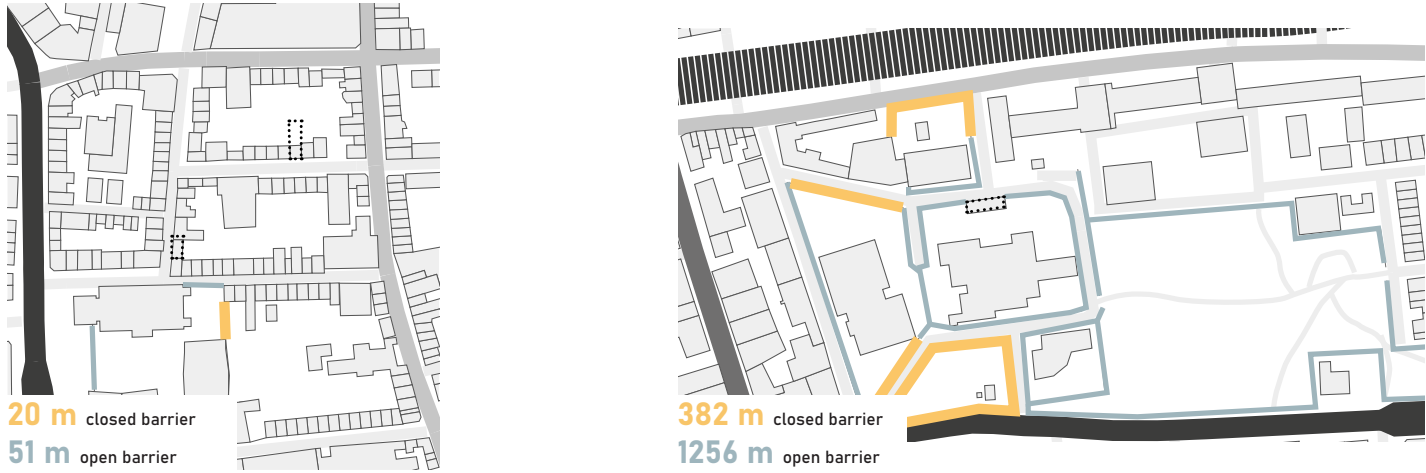 20 m closed barrier
51 m open barrier
382 m closed barrier
1256 m open barrier